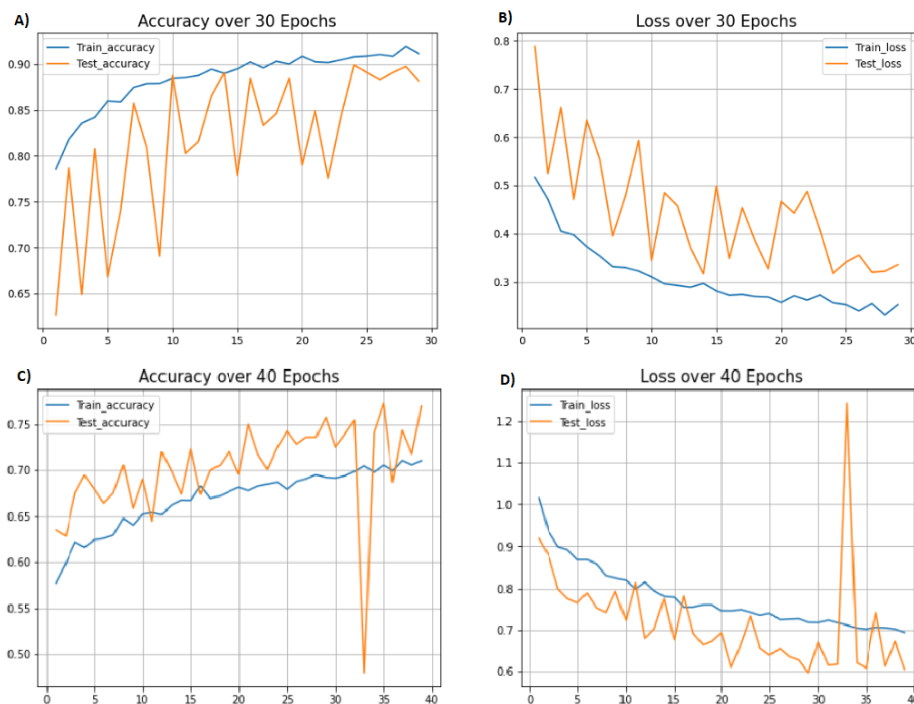 A)
Accuracy over 30 Epochs
Train_accuracy
Test_accuracy
0.90
0.85
0.80
0.75
0.70
0.65
0 5 10 15 20 25 30
B)
Loss over 30 Epochs
Train_loss
Test_loss
0.8
0.7
0.6
0.5
0.4
0.3
0 5 10 15 20 25 30
C)
Accuracy over 40 Epochs
Train_accuracy
Test_accuracy
0.75
0.70
0.65
0.60
0.55
0.50
0 5 10 15 20 25 30 35 40
D)
Loss over 40 Epochs
Train_loss
Test_loss
1.2
1.1
1.0
0.9
0.8
0.7
0.6
0 5 10 15 20 25 30 35 40